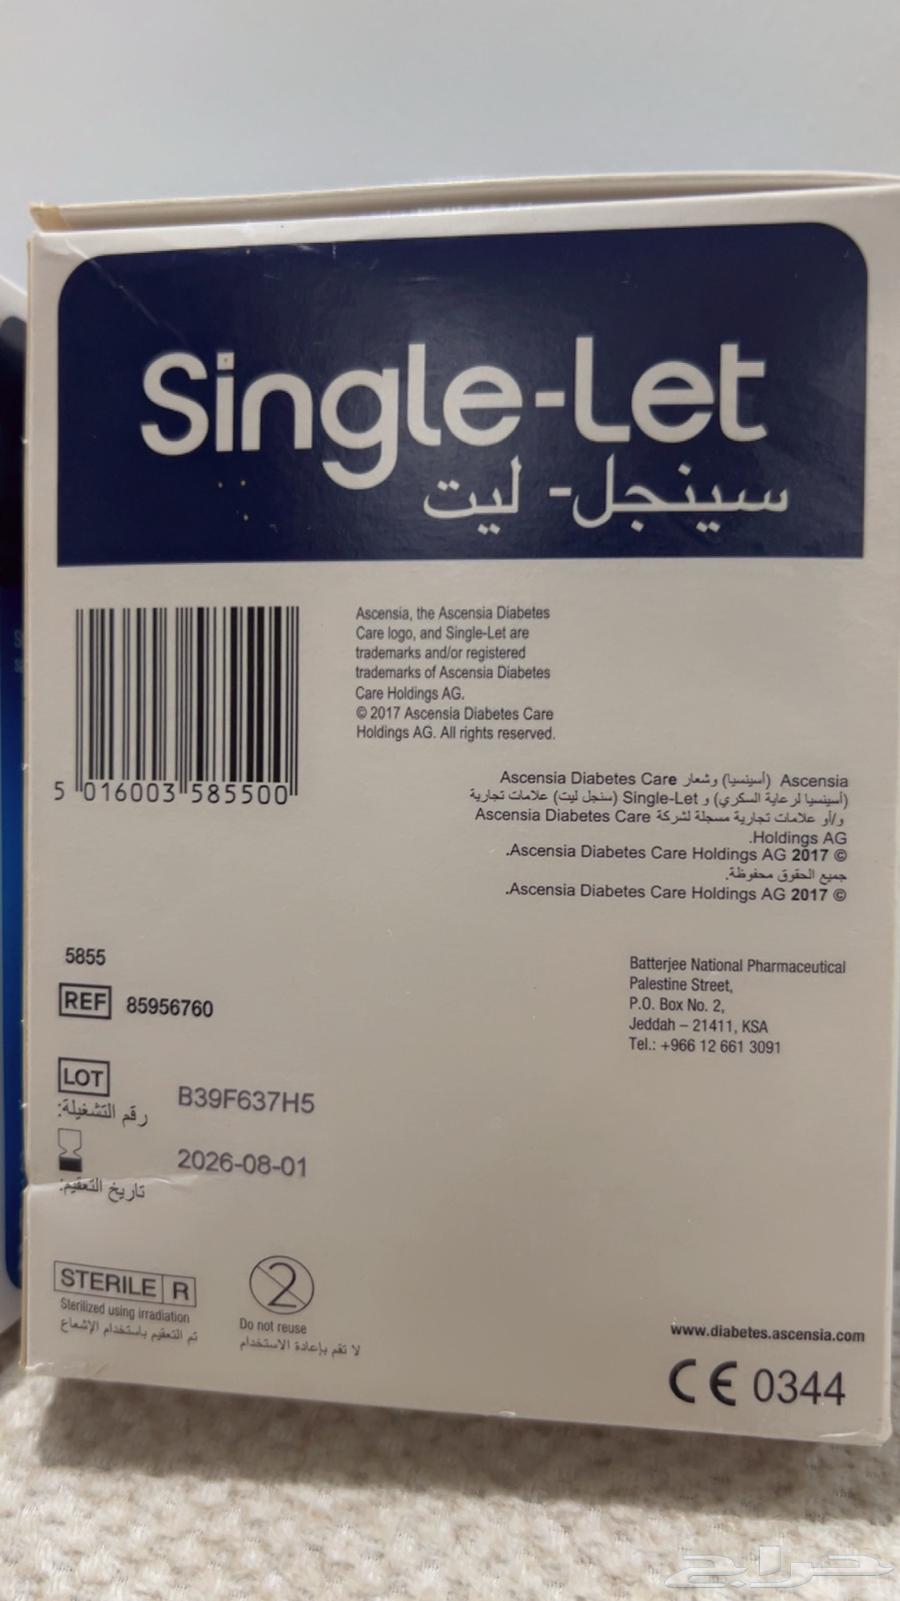 Single-Let
سينجل- ليت
5 016003 585500
Ascensia, the Ascensia Diabetes
Care logo, and Single-Let are
trademarks and/or registered
trademarks of Ascensia Diabetes
Care Holdings AG.
© 2017 Ascensia Diabetes Care
Holdings AG. All rights reserved.
Ascensia (أسينسيا) وشعار Ascensia Diabetes Care
(أسينسيا لرعاية السكري) و Single-Let (سنجل ليت) علامات تجارية
و/أو علامات تجارية مسجلة لشركة Ascensia Diabetes Care
Holdings AG.
© 2017 Ascensia Diabetes Care Holdings AG.
جميع الحقوق محفوظة.
© 2017 Ascensia Diabetes Care Holdings AG.
5855
REF 85956760
Batterjee National Pharmaceutical
Palestine Street,
P.O. Box No. 2,
Jeddah – 21411, KSA
Tel.: +966 12 661 3091
LOT B39F637H5
رقم التشغيلة:
2026-08-01
تاريخ التعقيم:
STERILE R
Sterilized using irradiation
تم التعقيم باستخدام الإشعاع
2
Do not reuse
لا تقم بإعادة الاستخدام
www.diabetes.ascensia.com
CE 0344
حراج